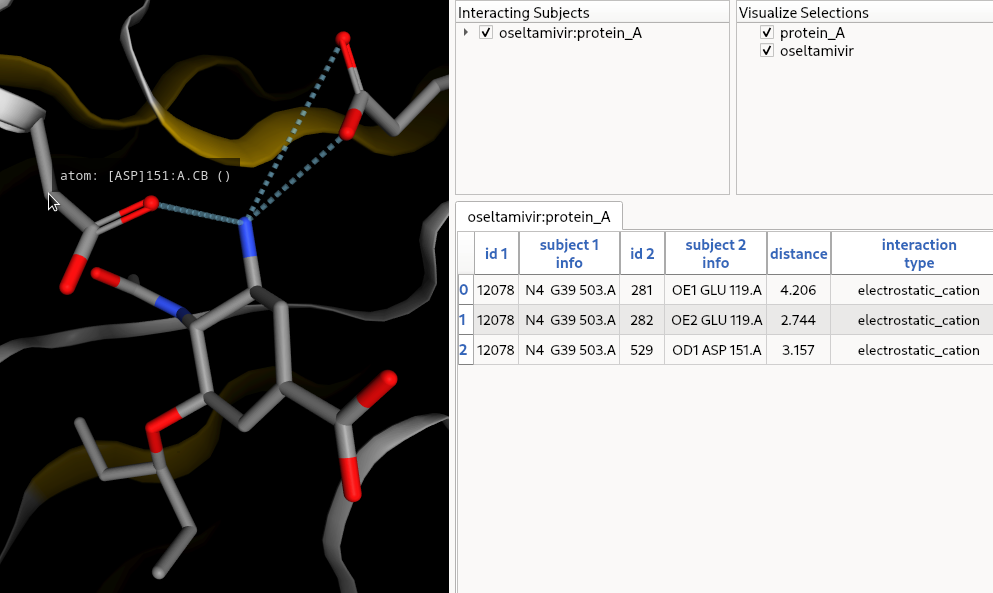 Interacting Subjects
oseltamivir:protein_A
Visualize Selections
protein_A
oseltamivir
atom: [ASP]151:A.CB ()
oseltamivir:protein_A
id 1 subject 1 info id 2 subject 2 info distance interaction type
0 12078 N4 G39 503.A 281 OE1 GLU 119.A 4.206 electrostatic_cation
1 12078 N4 G39 503.A 282 OE2 GLU 119.A 2.744 electrostatic_cation
2 12078 N4 G39 503.A 529 OD1 ASP 151.A 3.157 electrostatic_cation